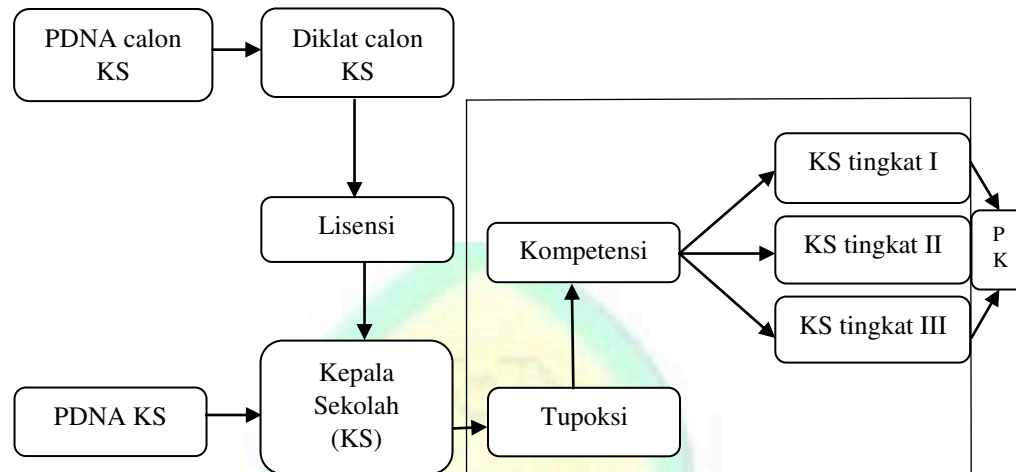 PDNA calon
KS
Diklat calon
KS
Lisensi
Kepala
Sekolah
(KS)
PDNA KS
Tupoksi
Kompetensi
KS tingkat I
KS tingkat II
KS tingkat III
P
K